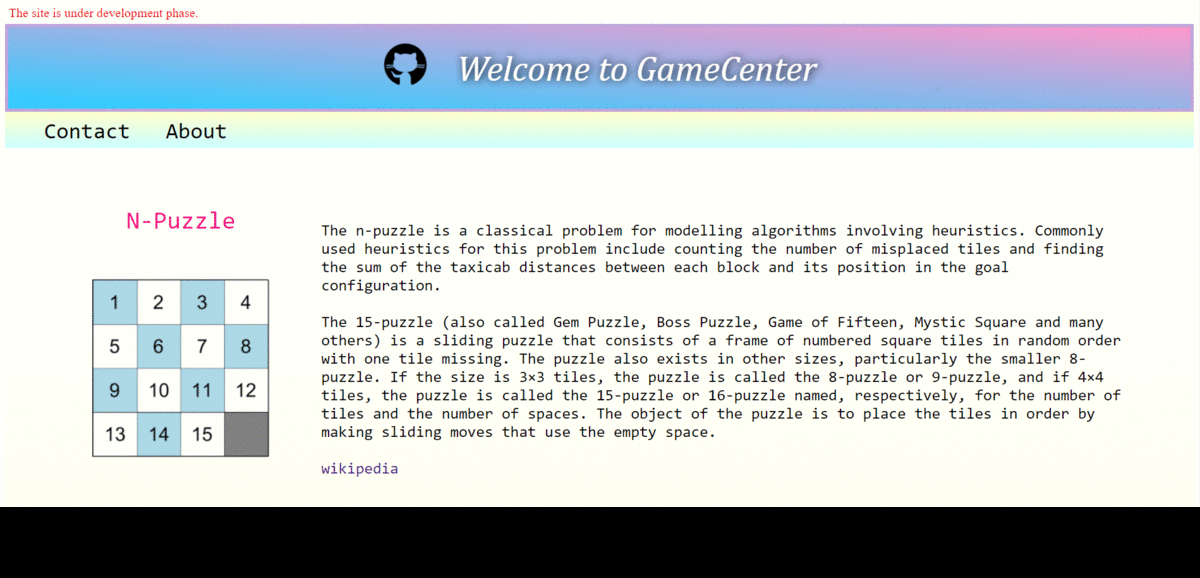 The site is under development phase.
Welcome to GameCenter
Contact About
N-Puzzle
1 2 3 4
5 6 7 8
9 10 11 12
13 14 15
The n-puzzle is a classical problem for modelling algorithms involving heuristics. Commonly
used heuristics for this problem include counting the number of misplaced tiles and finding
the sum of the taxicab distances between each block and its position in the goal
configuration.
The 15-puzzle (also called Gem Puzzle, Boss Puzzle, Game of Fifteen, Mystic Square and many
others) is a sliding puzzle that consists of a frame of numbered square tiles in random order
with one tile missing. The puzzle also exists in other sizes, particularly the smaller 8-
puzzle. If the size is 3×3 tiles, the puzzle is called the 8-puzzle or 9-puzzle, and if 4×4
tiles, the puzzle is called the 15-puzzle or 16-puzzle named, respectively, for the number of
tiles and the number of spaces. The object of the puzzle is to place the tiles in order by
making sliding moves that use the empty space.
wikipedia